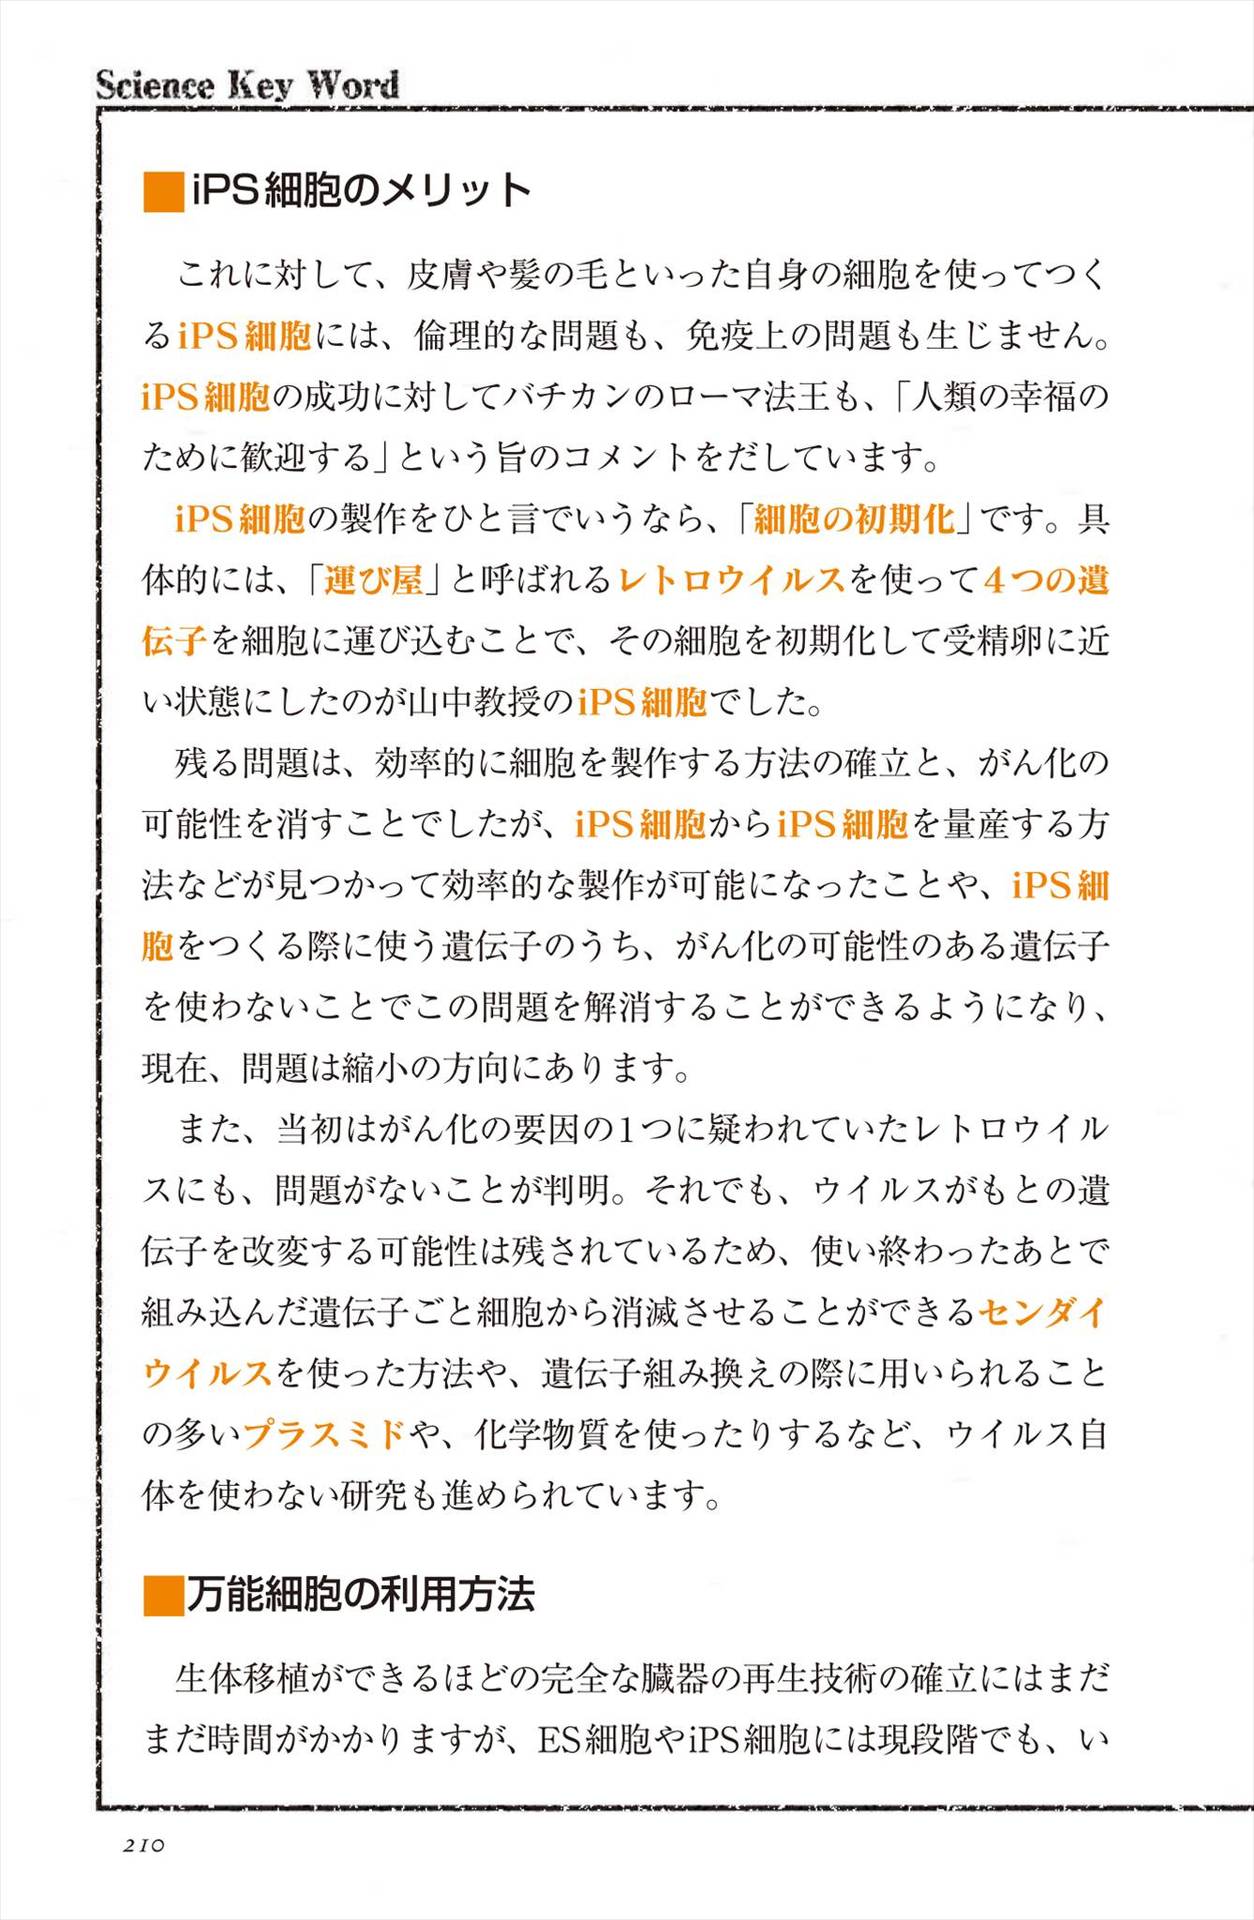 Science Key Word
iPS細胞のメリット
これに対して、皮膚や髪の毛といった自身の細胞を使ってつく
るiPS細胞には、倫理的な問題も、免疫上の問題も生じません。
iPS細胞の成功に対してバチカンのローマ法王も、「人類の幸福の
ために歓迎する」という旨のコメントをだしています。
iPS細胞の製作をひと言でいうなら、「細胞の初期化」です。具
体的には、「運び屋」と呼ばれるレトロウイルスを使って4つの遺
伝子を細胞に運び込むことで、その細胞を初期化して受精卵に近
い状態にしたのが山中教授のiPS細胞でした。
残る問題は、効率的に細胞を製作する方法の確立と、がん化の
可能性を消すことでしたが、iPS細胞からiPS細胞を量産する方
法などが見つかって効率的な製作が可能になったことや、iPS細
胞をつくる際に使う遺伝子のうち、がん化の可能性のある遺伝子
を使わないことでこの問題を解消することができるようになり、
現在、問題は縮小の方向にあります。
また、当初はがん化の要因の1つに疑われていたレトロウイル
スにも、問題がないことが判明。それでも、ウイルスがもとの遺
伝子を改変する可能性は残されているため、使い終わったあとで
組み込んだ遺伝子ごと細胞から消滅させることができるセンダイ
ウイルスを使った方法や、遺伝子組み換えの際に用いられること
の多いプラスミドや、化学物質を使ったりするなど、ウイルス自
体を使わない研究も進められています。
万能細胞の利用方法
生体移植ができるほどの完全な臓器の再生技術の確立にはまだ
まだ時間がかかりますが、ES細胞やiPS細胞には現段階でも、い
210